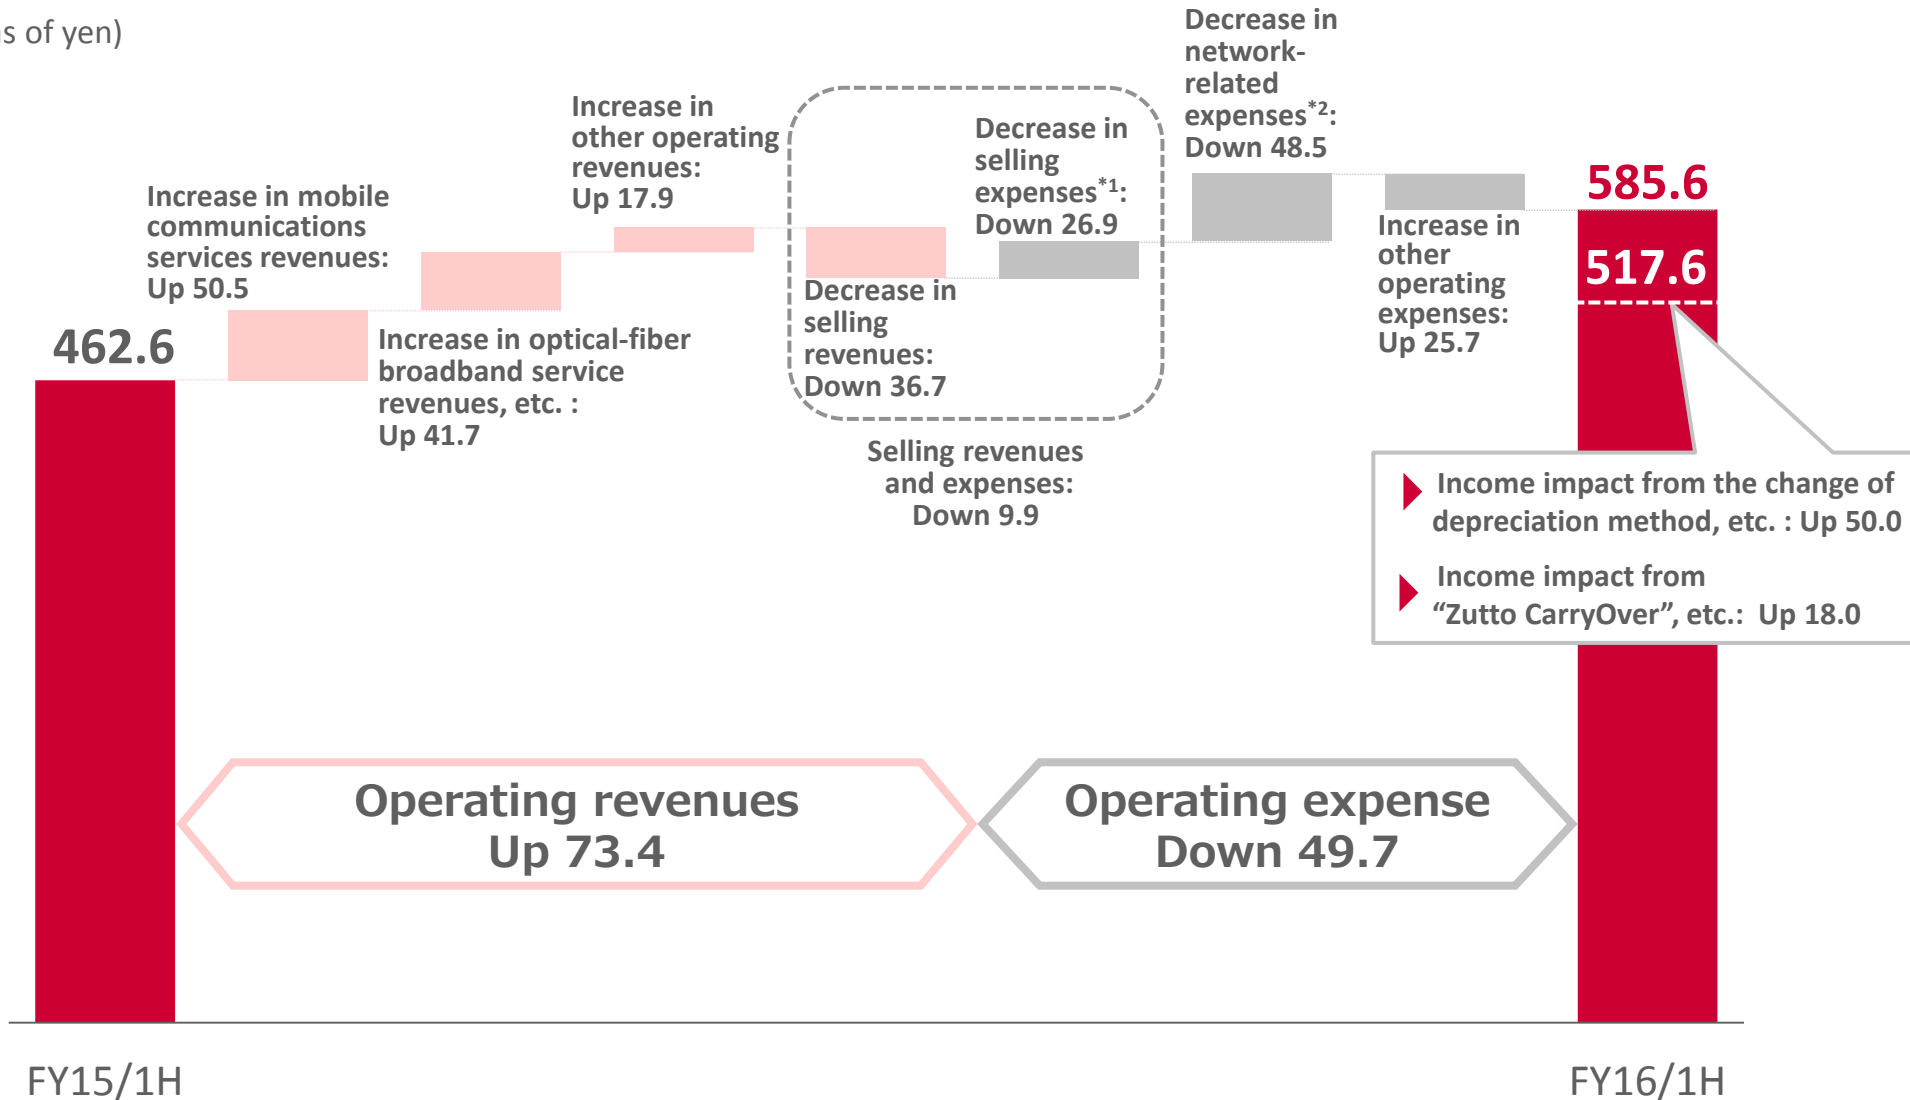 s of yen)
Increase in mobile
communications
services revenues:
Up 50.5
462.6
Increase in optical-fiber
broadband service
revenues, etc. :
Up 41.7
Increase in
other operating
revenues:
Up 17.9
Decrease in
selling
revenues:
Down 36.7
Decrease in
selling
expenses*1:
Down 26.9
Selling revenues
and expenses:
Down 9.9
Decrease in
network-
related
expenses*2:
Down 48.5
Increase in
other
operating
expenses:
Up 25.7
585.6
517.6
Income impact from the change of
depreciation method, etc. : Up 50.0
Income impact from
“Zutto CarryOver”, etc.: Up 18.0
Operating revenues
Up 73.4
Operating expense
Down 49.7
FY15/1H
FY16/1H